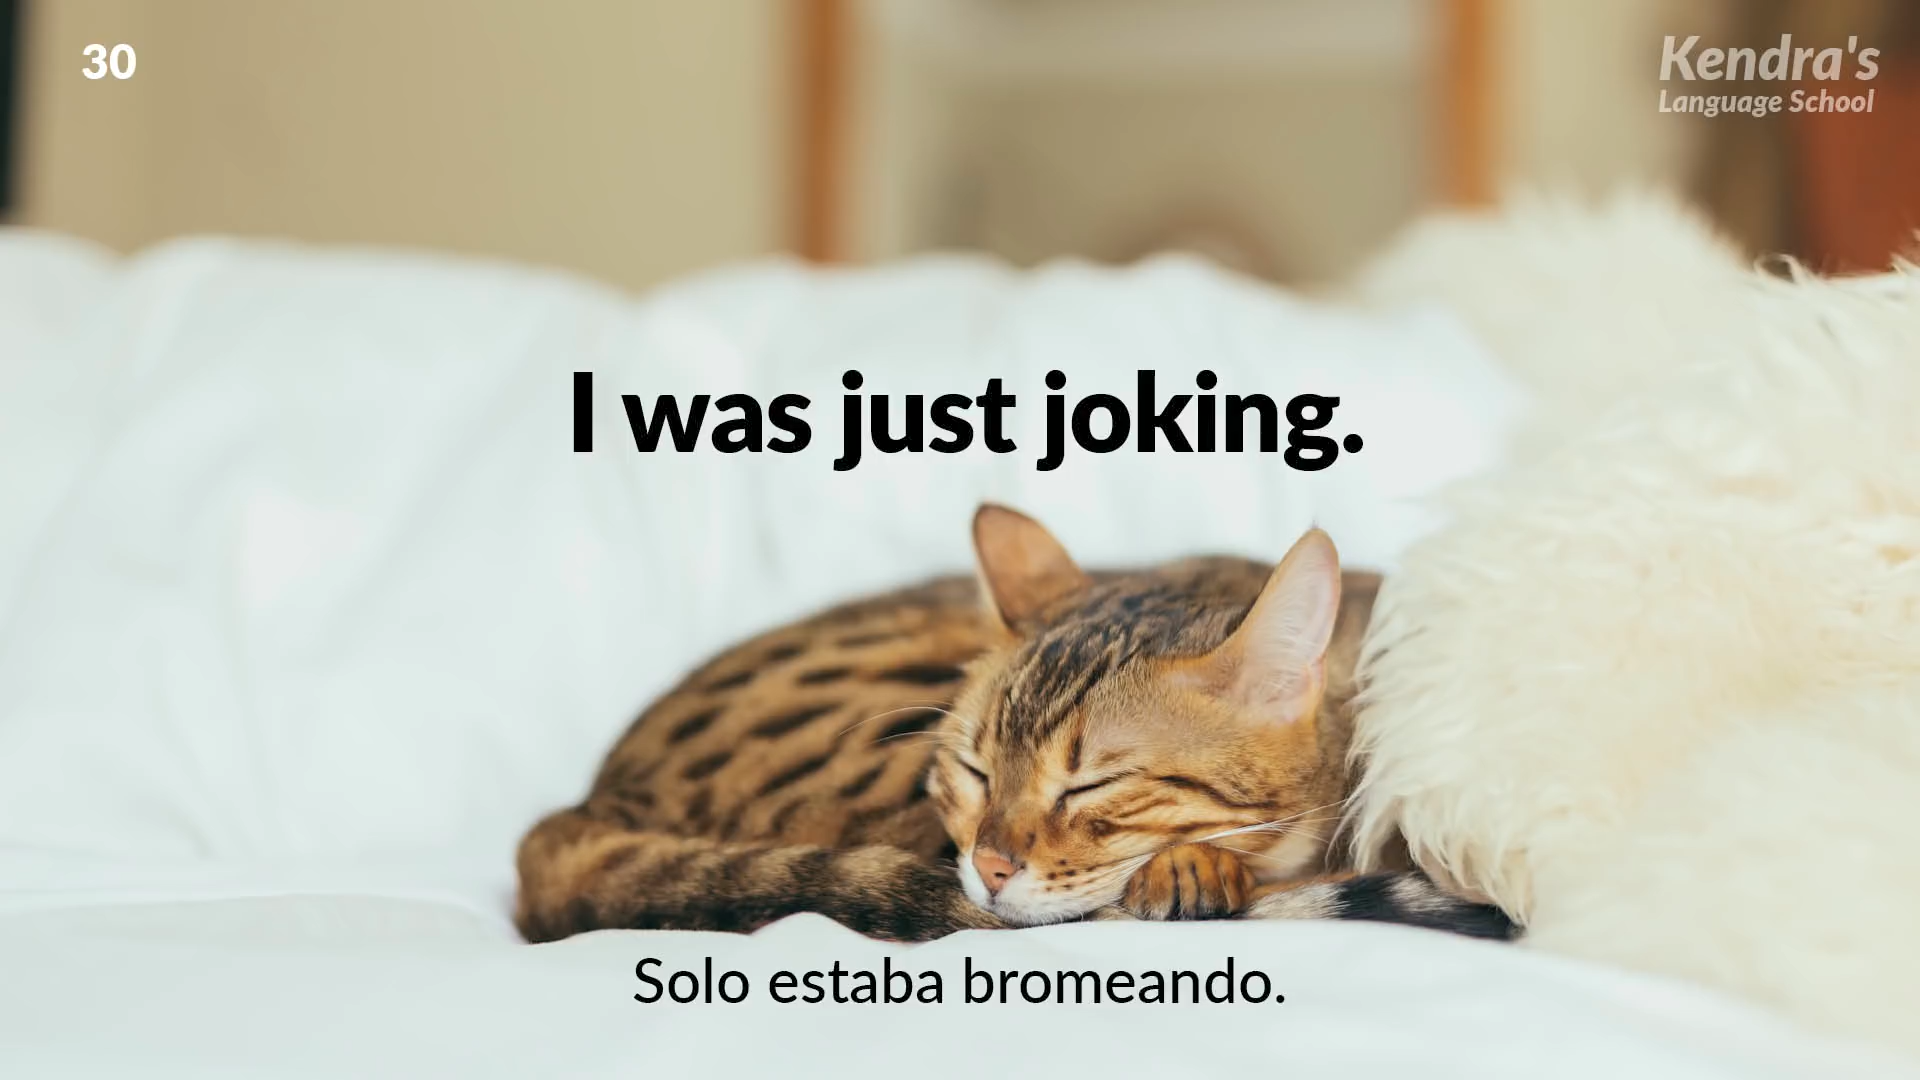 30
Kendra's
Language School
I was just joking.
Solo estaba bromeando.